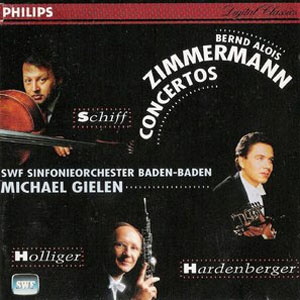 PHILIPS
Digital Classics
BERND ALOIS
ZIMMERMANN
CONCERTOS
Schiff
SWF SINFONIEORCHESTER BADEN-BADEN
MICHAEL GIELEN
Holliger
Hardenberger
SWF